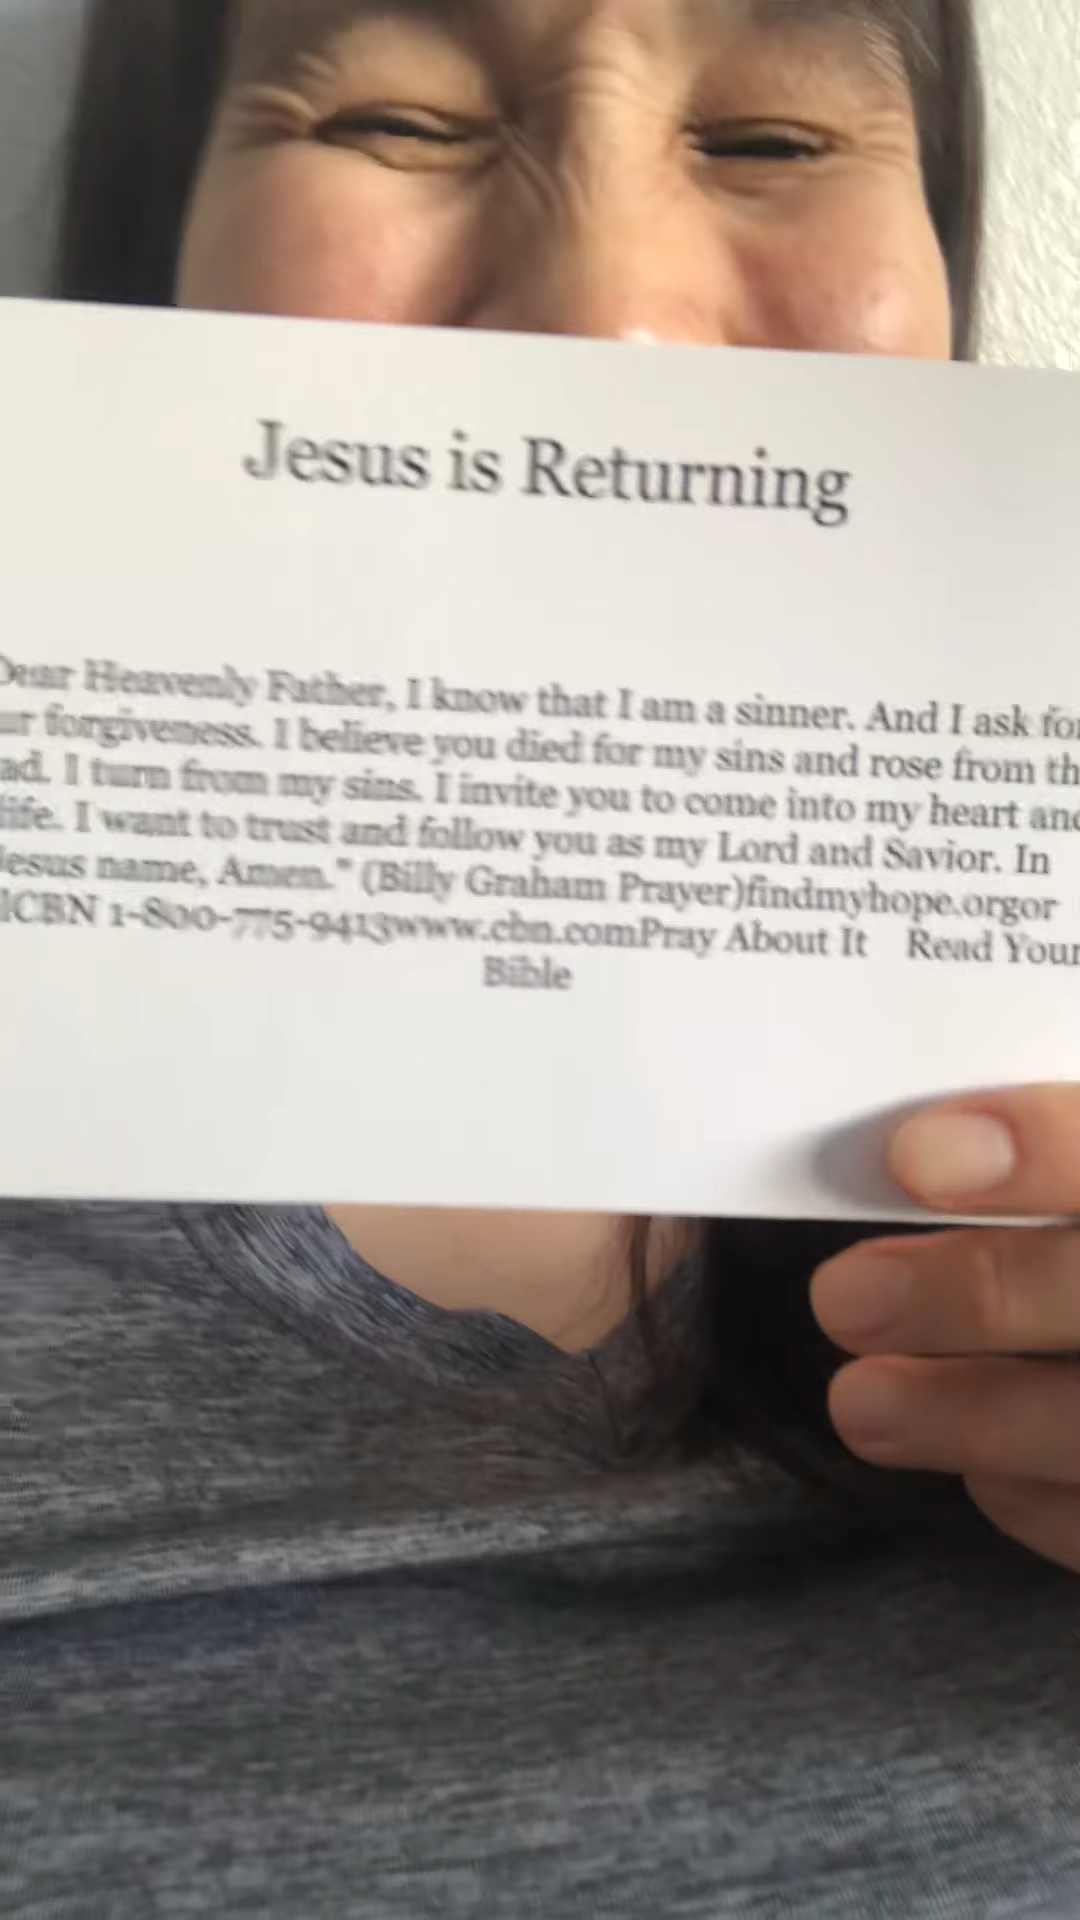 Jesus is Returning
Dear Heavenly Father, I know that I am a sinner. And I ask for
ur forgiveness. I believe you died for my sins and rose from th
ad. I turn from my sins. I invite you to come into my heart and
life. I want to trust and follow you as my Lord and Savior. In
Jesus name, Amen." (Billy Graham Prayer)findmyhope.orgor
CBN 1-800-775-9413www.cbn.comPray About It Read Your
Bible